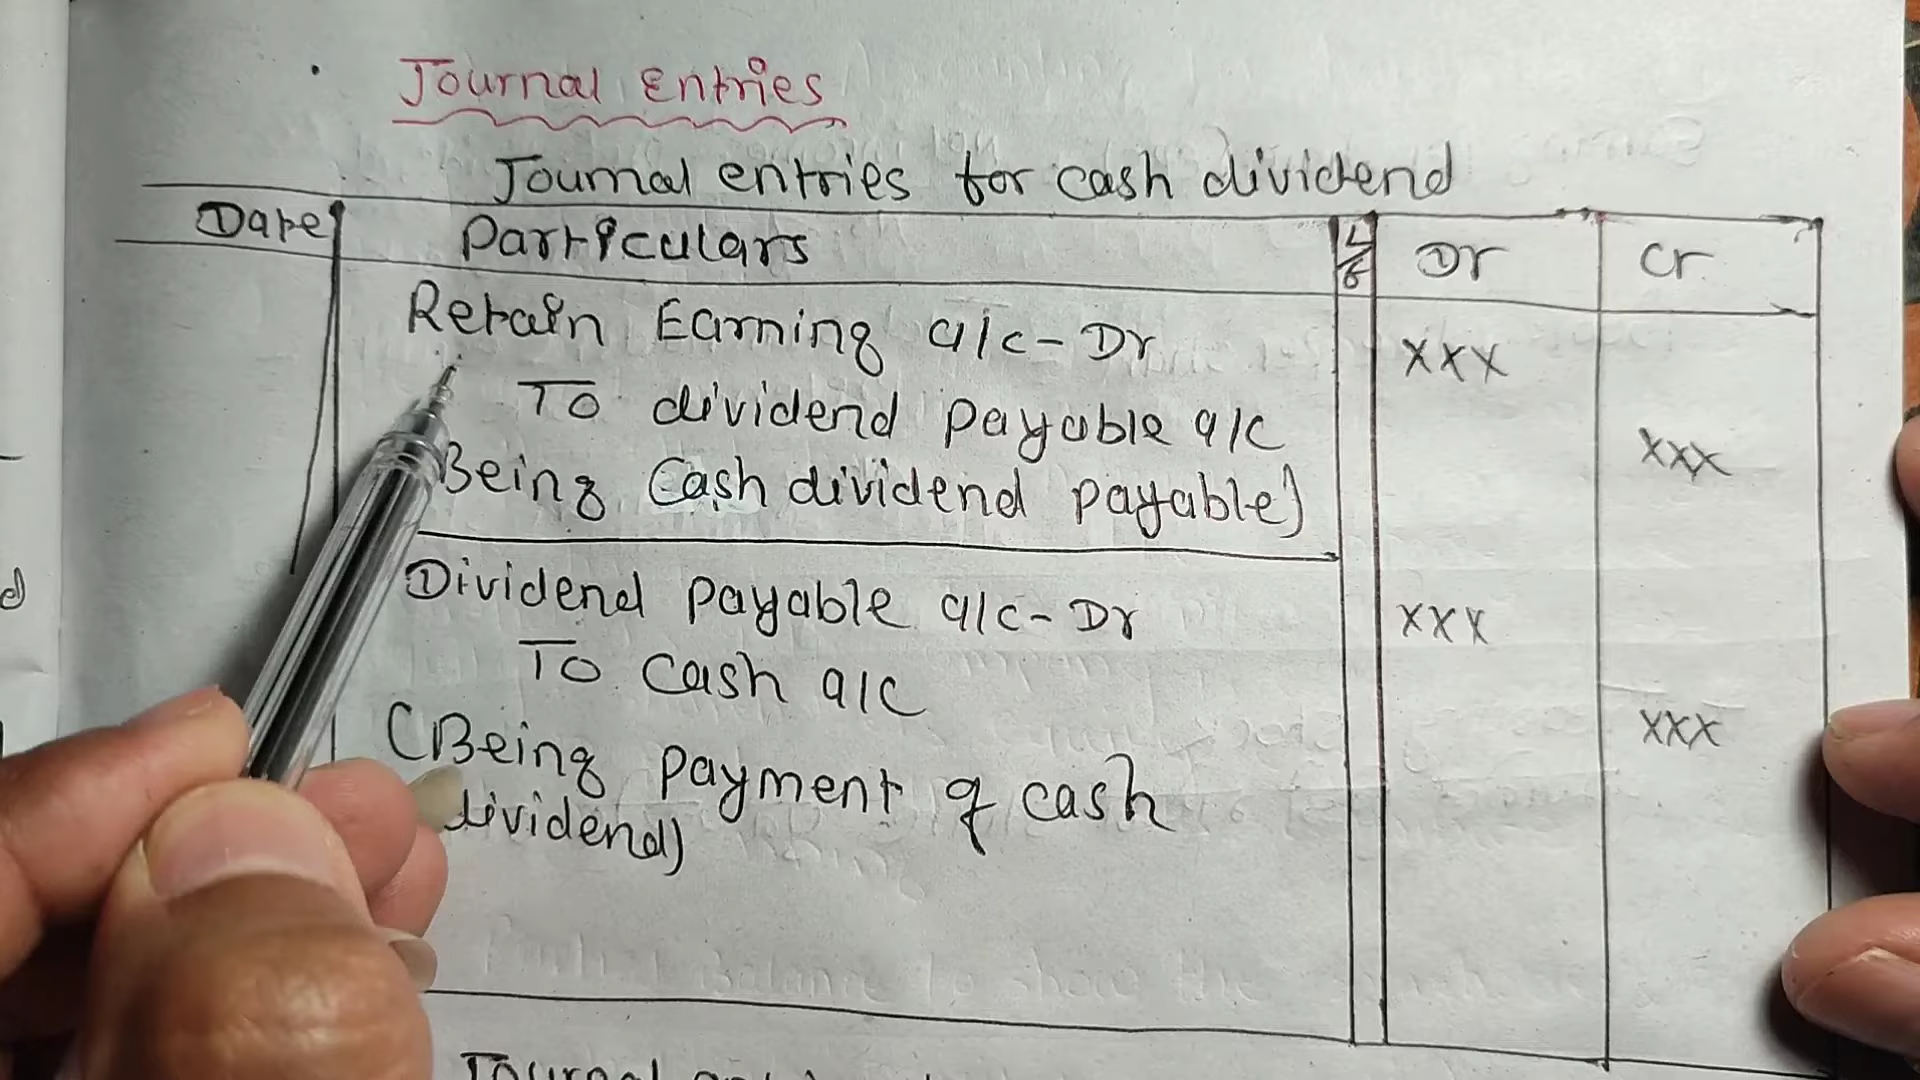 Journal Entries
Journal entries for cash dividend
Date Particulars L/F Dr Cr
Retain Earning a/c - Dr xxx
To dividend payable a/c xxx
Being Cash dividend payable)
Dividend payable a/c - Dr xxx
To Cash a/c xxx
(Being payment of cash
dividend)
Journal